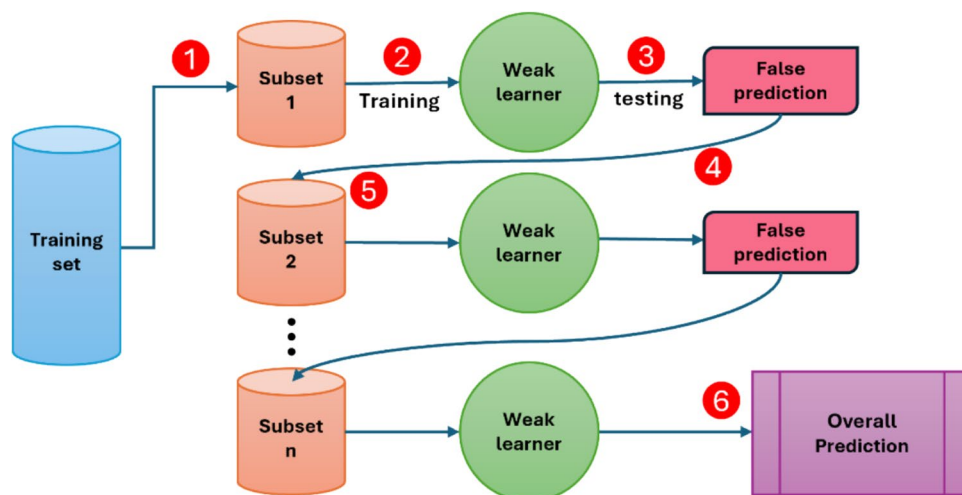 1
Subset
1
2
Training
Weak
learner
3
testing
False
prediction
4
Training
set
5
Subset
2
Weak
learner
False
prediction
Subset
n
Weak
learner
6
Overall
Prediction